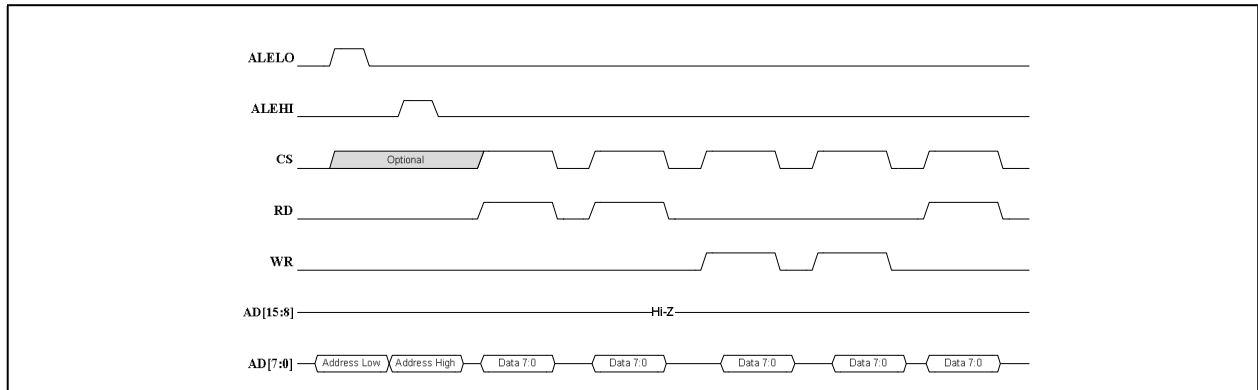 ALELO
ALEHI
CS Optional
RD
WR
AD[15:8] Hi-Z
AD[7:0] Address Low Address High Data 7:0 Data 7:0 Data 7:0 Data 7:0 Data 7:0